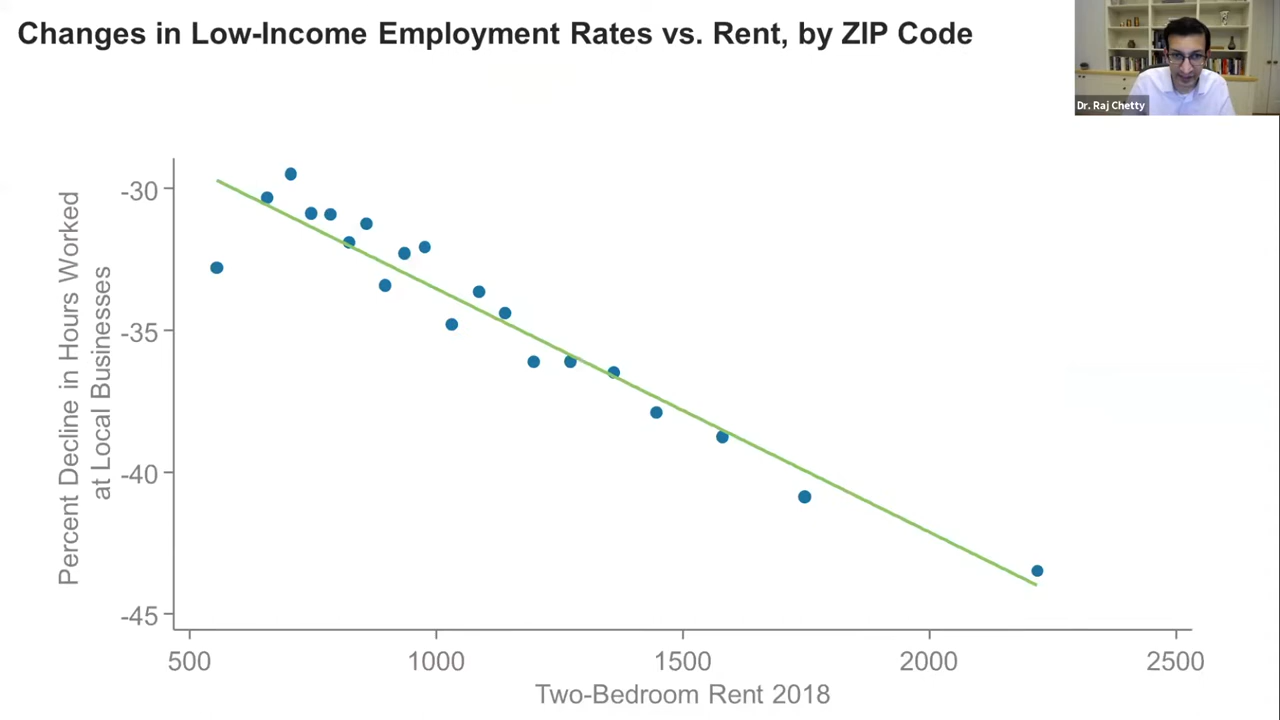 Changes in Low-Income Employment Rates vs. Rent, by ZIP Code
Dr. Raj Chetty
Percent Decline in Hours Worked
at Local Businesses
-30
-35
-40
-45
500 1000 1500 2000 2500
Two-Bedroom Rent 2018